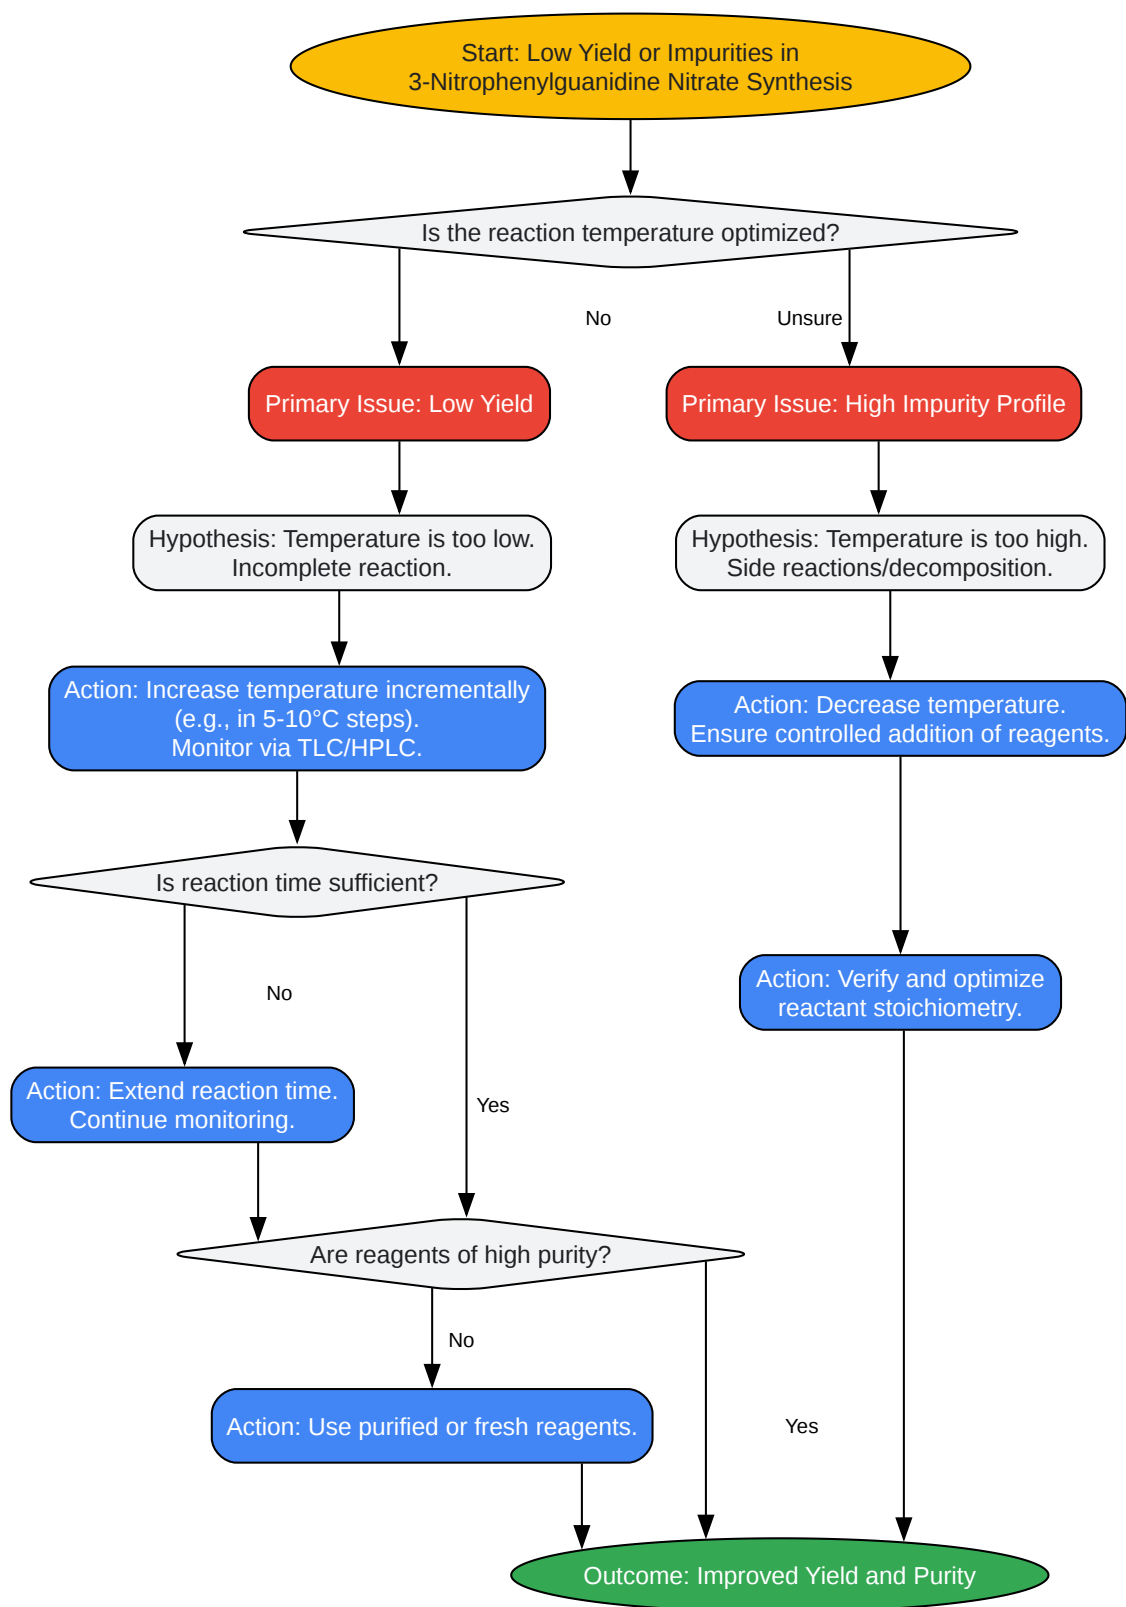 Start: Low Yield or Impurities in
3-Nitrophenylguanidine Nitrate Synthesis
Is the reaction temperature optimized?
No
Unsure
Primary Issue: Low Yield
Primary Issue: High Impurity Profile
Hypothesis: Temperature is too low.
Incomplete reaction.
Hypothesis: Temperature is too high.
Side reactions/decomposition.
Action: Increase temperature incrementally
(e.g., in 5-10°C steps).
Monitor via TLC/HPLC.
Action: Decrease temperature.
Ensure controlled addition of reagents.
Is reaction time sufficient?
No
Action: Verify and optimize
reactant stoichiometry.
Action: Extend reaction time.
Continue monitoring.
Yes
Are reagents of high purity?
No
Action: Use purified or fresh reagents.
Yes
Outcome: Improved Yield and Purity